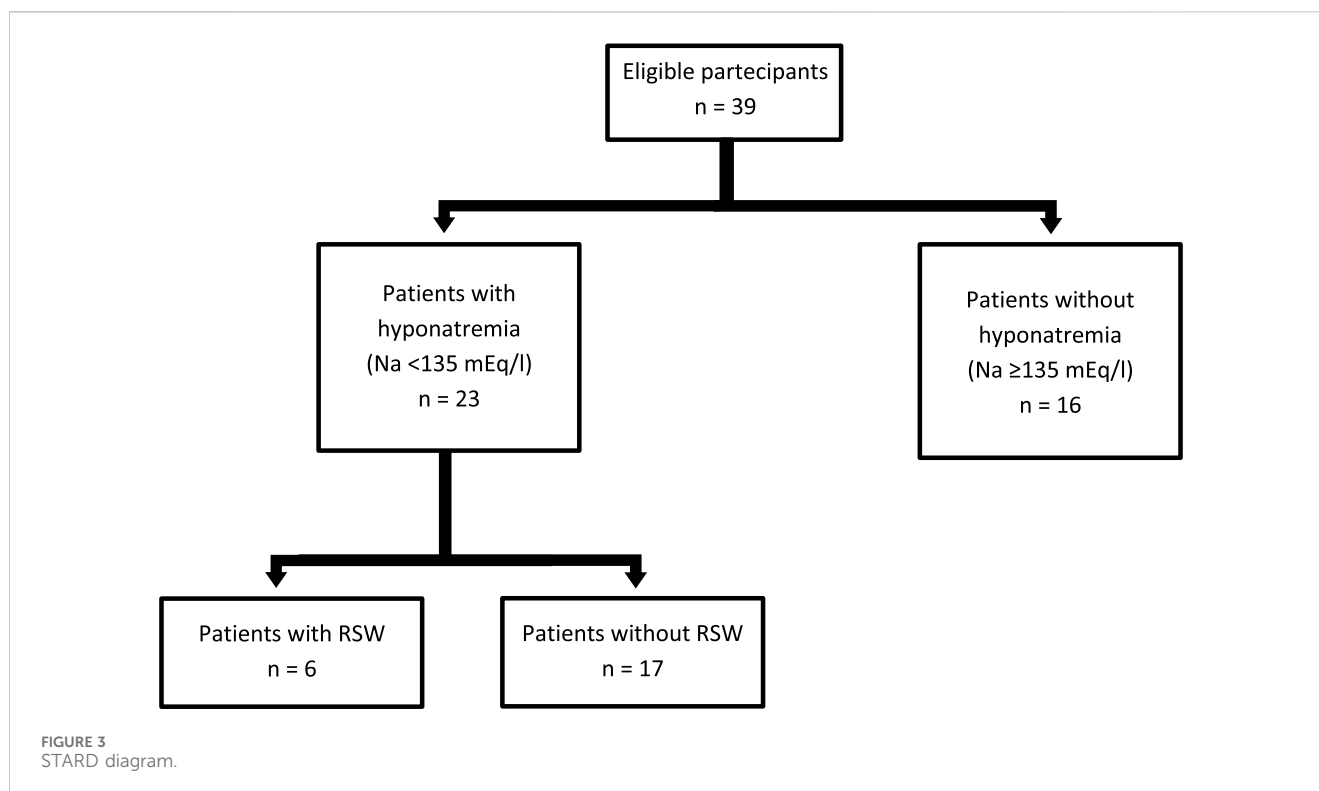 Eligible partecipants
n = 39
Patients with
hyponatremia
(Na <135 mEq/l)
n = 23
Patients without
hyponatremia
(Na ≥135 mEq/l)
n = 16
Patients with RSW
n = 6
Patients without RSW
n = 17
FIGURE 3
STARD diagram.